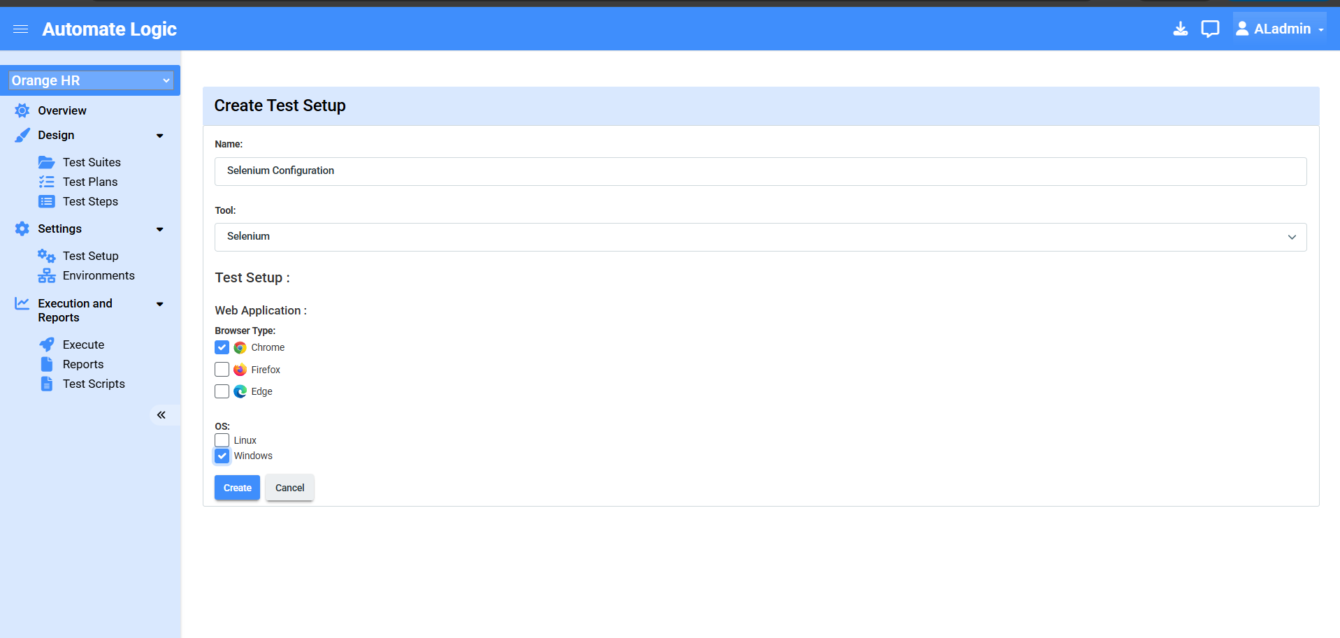 Automate Logic
ALadmin
Orange HR
Overview
Design
Test Suites
Test Plans
Test Steps
Settings
Test Setup
Environments
Execution and
Reports
Execute
Reports
Test Scripts
Create Test Setup
Name:
Selenium Configuration
Tool:
Selenium
Test Setup :
Web Application :
Browser Type:
Chrome
Firefox
Edge
OS:
Linux
Windows
Create Cancel